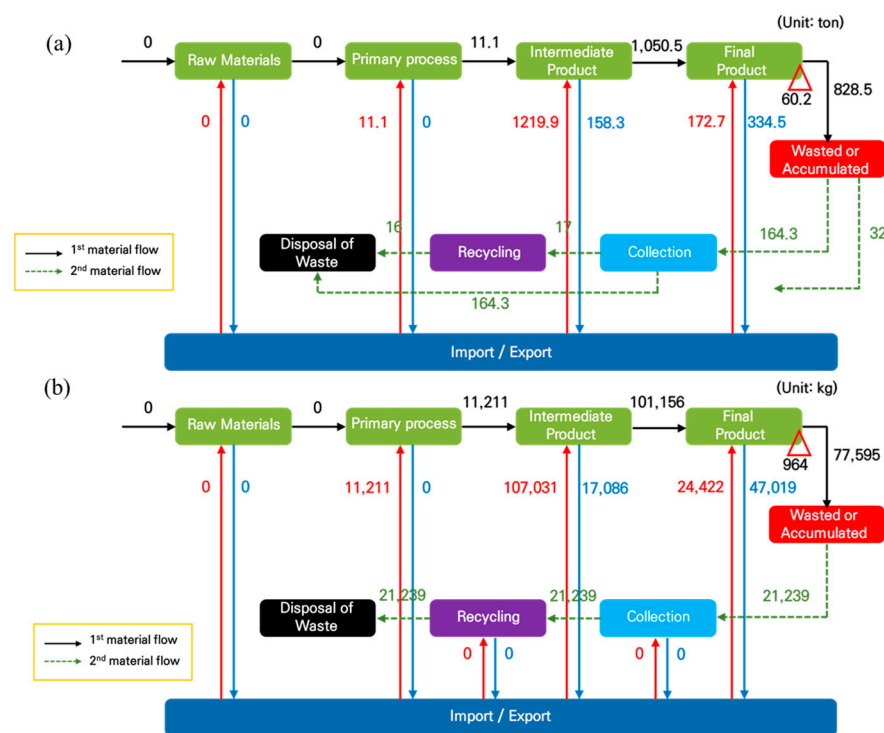 (a)
(Unit: ton)
0
0
11.1
1,050.5
Raw Materials
Primary process
Intermediate
Product
Final
Product
60.2
828.5
0
0
11.1
0
1219.9
158.3
172.7
334.5
Wasted or
Accumulated
1st material flow
2nd material flow
Disposal of
Waste
16
Recycling
17
Collection
164.3
32
164.3
Import / Export
(b)
(Unit: kg)
0
0
11,211
101,156
Raw Materials
Primary process
Intermediate
Product
Final
Product
964
77,595
0
0
11,211
0
107,031
17,086
24,422
47,019
Wasted or
Accumulated
1st material flow
2nd material flow
Disposal of
Waste
21,239
Recycling
21,239
Collection
21,239
0
0
0
0
Import / Export